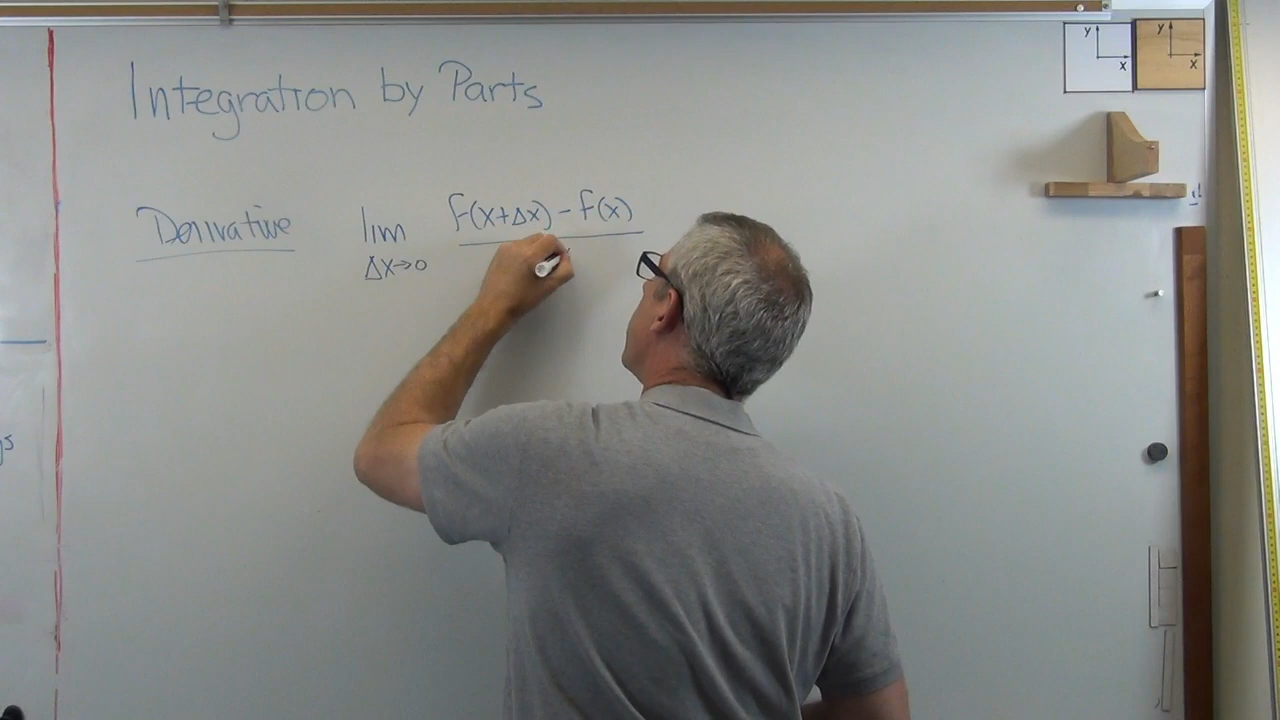 Integration by Parts
Derivative lim f(x+Δx) - f(x)
Δx→0
y x
y x